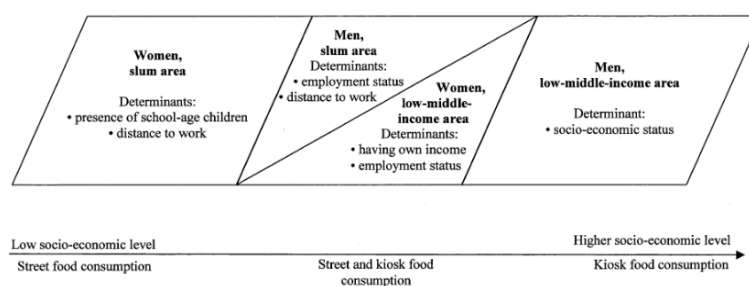 Women,
slum area
Determinants:
• presence of school-age children
• distance to work
Men,
slum area
Determinants:
• employment status
• distance to work
Women,
low-middle-
income area
Determinants:
• having own income
• employment status
Men,
low-middle-income area
Determinant:
• socio-economic status
Low socio-economic level
Higher socio-economic level
Street food consumption
Street and kiosk food
consumption
Kiosk food consumption